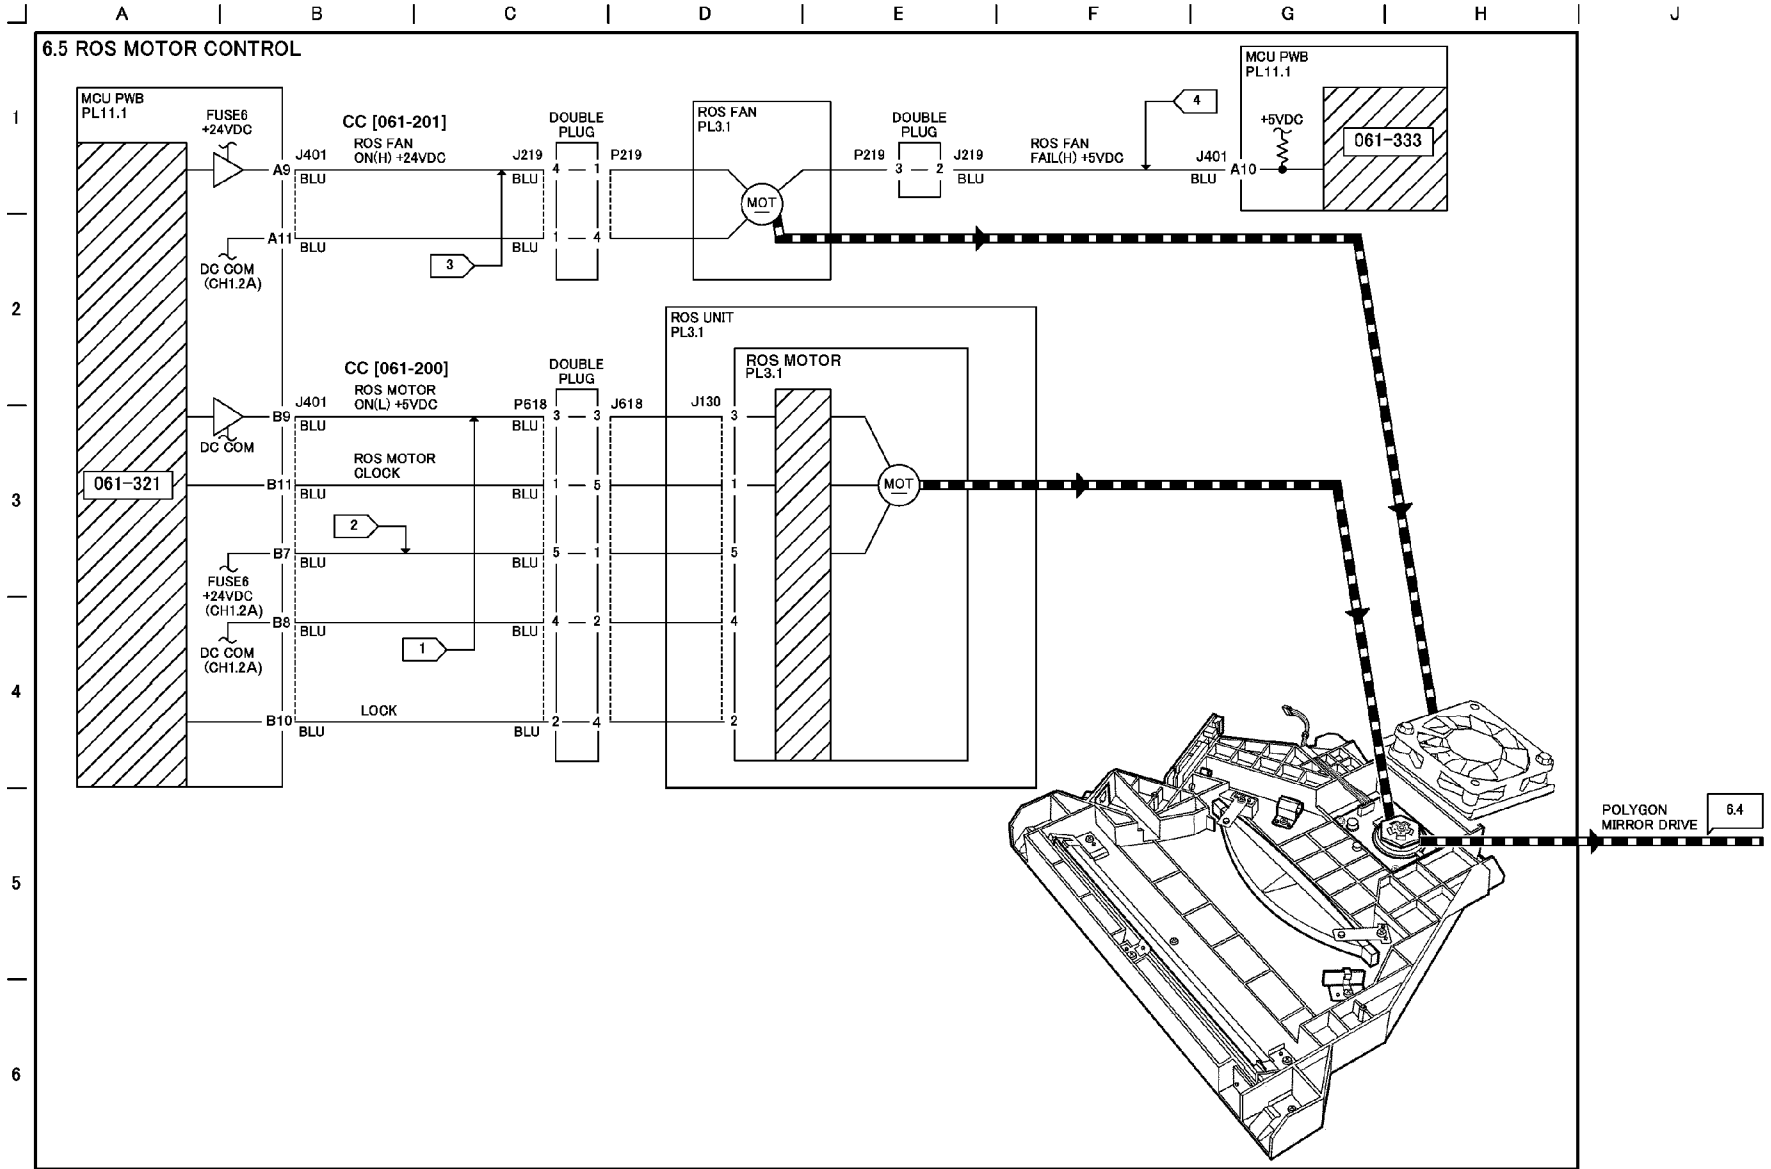 A B C D E F G H J
6.5 ROS MOTOR CONTROL
1
MCU PWB
PL11.1
FUSE6
+24VDC
CC [061-201]
J401
ROS FAN
ON(H) +24VDC
J219
DOUBLE
PLUG
P219
ROS FAN
PL3.1
DOUBLE
PLUG
P219
J219
ROS FAN
FAIL(H) +5VDC
4
J401
MCU PWB
PL11.1
+5VDC
061-333
A9
BLU
BLU
4 1
MOT
3 2
BLU
BLU
A10
A11
BLU
BLU
1 4
3
DC COM
(CH1.2A)
2
ROS UNIT
PL3.1
CC [061-200]
ROS MOTOR
ON(L) +5VDC
DOUBLE
PLUG
ROS MOTOR
PL3.1
J401
P618
J618
J130
B9
BLU
BLU
3 3
3
DC COM
ROS MOTOR
CLOCK
3
061-321
B11
BLU
BLU
1 5
1
MOT
2
B7
BLU
BLU
5 1
5
FUSE6
+24VDC
(CH1.2A)
B8
BLU
BLU
4 2
4
DC COM
(CH1.2A)
1
4
LOCK
B10
BLU
BLU
2 4
2
POLYGON
MIRROR DRIVE
6.4
5
6